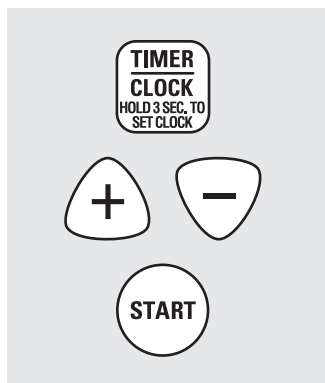 TIMER
CLOCK
HOLD 3 SEC. TO
SET CLOCK
+ −
START